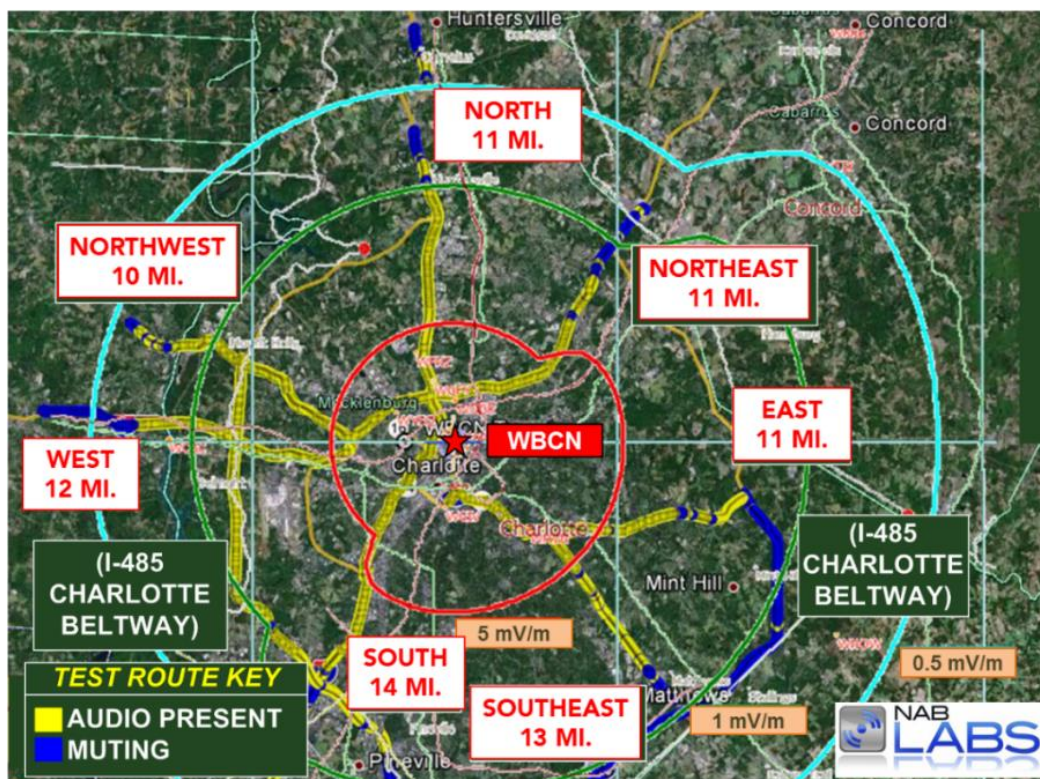 Huntersville
Concord
NORTH
11 MI.
Concord
Concord
NORTHWEST
10 MI.
NORTHEAST
11 MI.
Mecklenburg
EAST
11 MI.
WBCN
WEST
12 MI.
Charlotte
Charlotte
(I-485
CHARLOTTE
BELTWAY)
(I-485
CHARLOTTE
BELTWAY)
Mint Hill
5 mV/m
SOUTH
14 MI.
0.5 mV/m
TEST ROUTE KEY
AUDIO PRESENT
MUTING
SOUTHEAST
13 MI.
Matthews
1 mV/m
NAB
LABS
Pineville